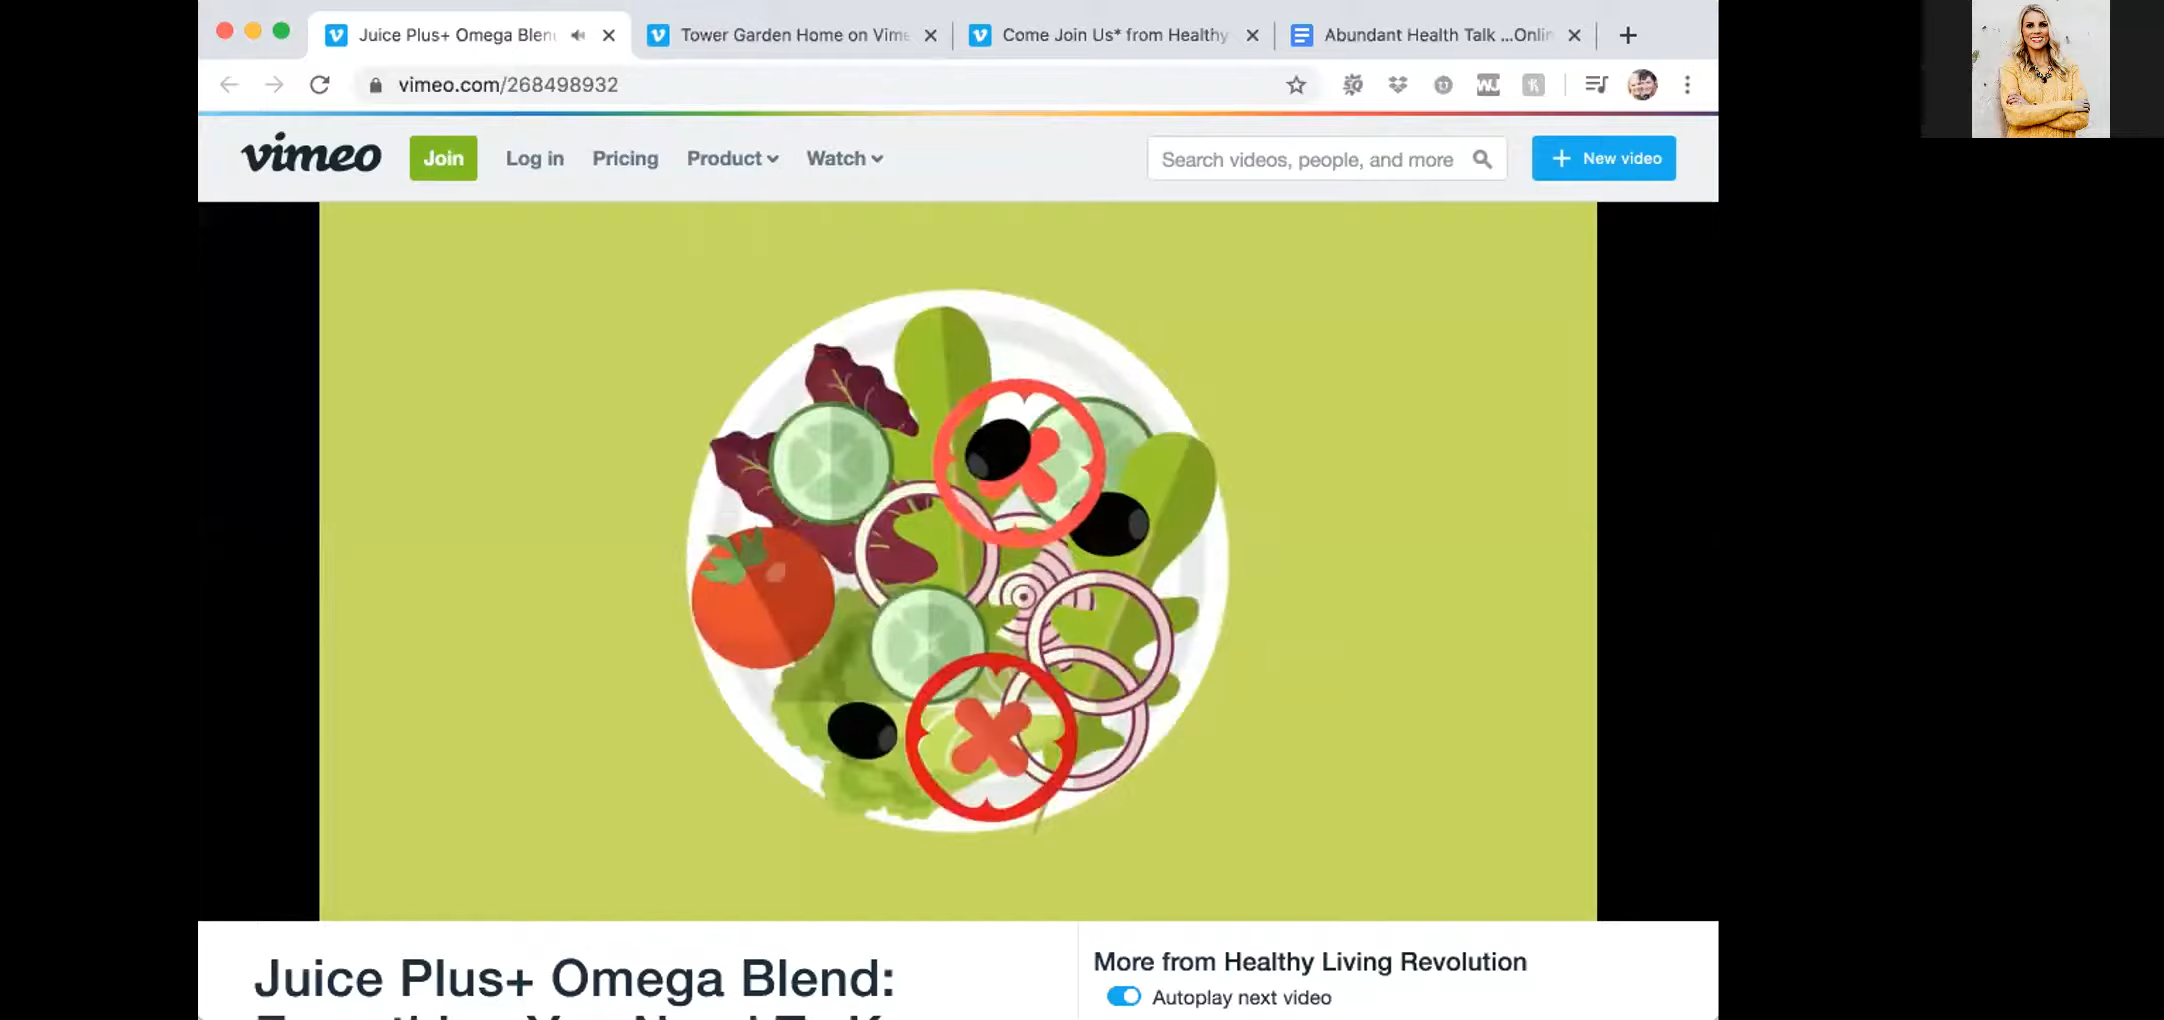 Juice Plus+ Omega Blen
Tower Garden Home on Vime
Come Join Us* from Healthy
Abundant Health Talk ...Onlin
vimeo.com/268498932
vimeo
Join
Log in
Pricing
Product
Watch
Search videos, people, and more
New video
Juice Plus+ Omega Blend:
More from Healthy Living Revolution
Autoplay next video